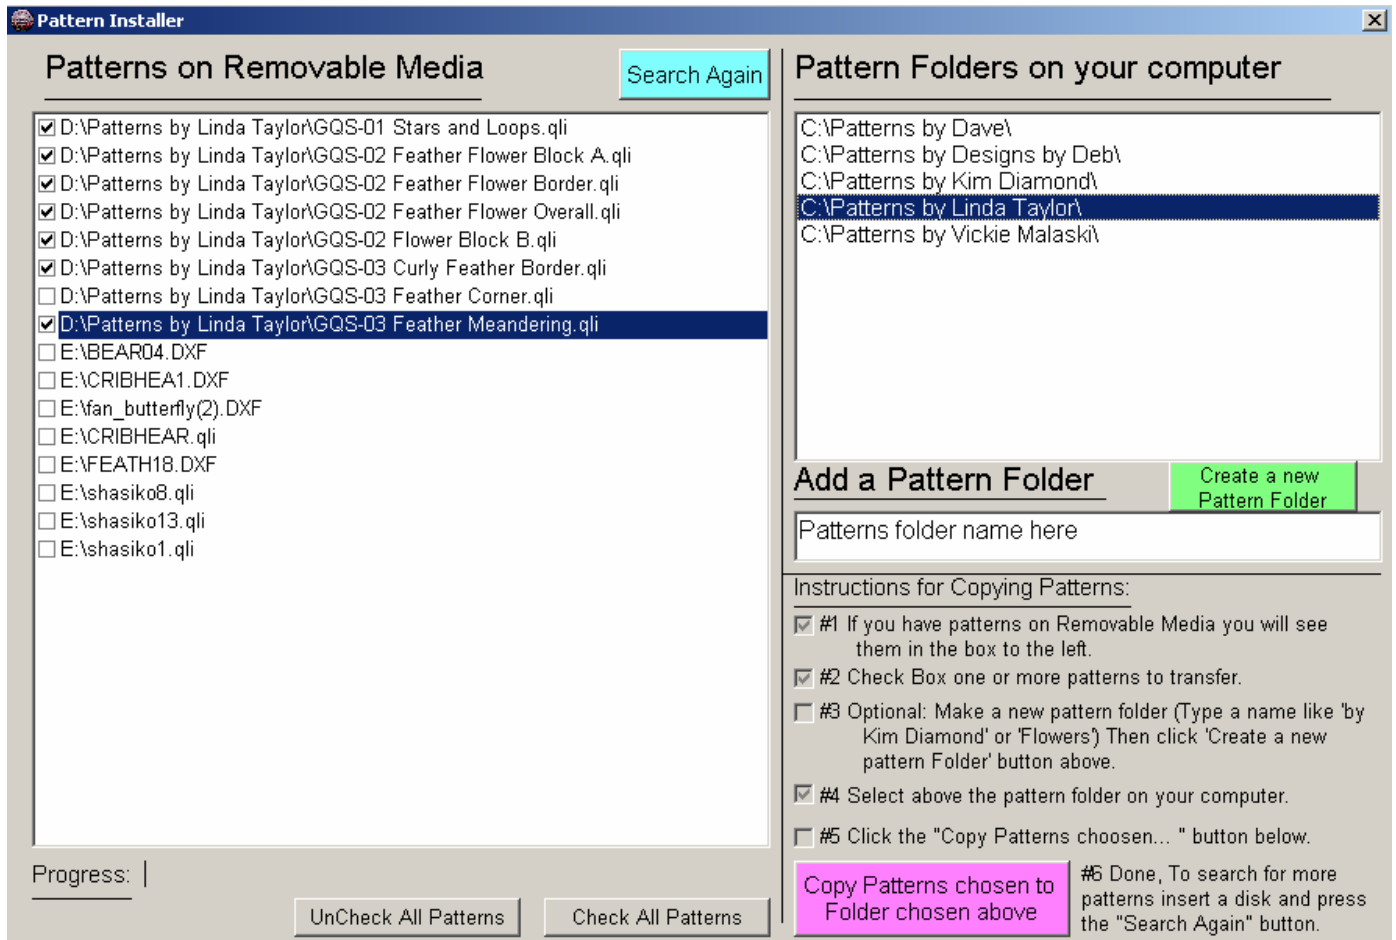 Pattern Installer
Patterns on Removable Media
Search Again
D:\Patterns by Linda Taylor\GQS-01 Stars and Loops.qli
D:\Patterns by Linda Taylor\GQS-02 Feather Flower Block A.qli
D:\Patterns by Linda Taylor\GQS-02 Feather Flower Border.qli
D:\Patterns by Linda Taylor\GQS-02 Feather Flower Overall.qli
D:\Patterns by Linda Taylor\GQS-02 Flower Block B.qli
D:\Patterns by Linda Taylor\GQS-03 Curly Feather Border.qli
D:\Patterns by Linda Taylor\GQS-03 Feather Corner.qli
D:\Patterns by Linda Taylor\GQS-03 Feather Meandering.qli
E:\BEAR04.DXF
E:\CRIBHEA1.DXF
E:\fan_butterfly(2).DXF
E:\CRIBHEAR.qli
E:\FEATH18.DXF
E:\shasiko8.qli
E:\shasiko13.qli
E:\shasiko1.qli
Progress:
UnCheck All Patterns
Check All Patterns
Pattern Folders on your computer
C:\Patterns by Dave\
C:\Patterns by Designs by Deb\
C:\Patterns by Kim Diamond\
C:\Patterns by Linda Taylor\
C:\Patterns by Vickie Malaski\
Add a Pattern Folder
Create a new
Pattern Folder
Patterns folder name here
Instructions for Copying Patterns:
#1 If you have patterns on Removable Media you will see
them in the box to the left.
#2 Check Box one or more patterns to transfer.
#3 Optional: Make a new pattern folder (Type a name like 'by
Kim Diamond' or 'Flowers') Then click 'Create a new
pattern Folder' button above.
#4 Select above the pattern folder on your computer.
#5 Click the "Copy Patterns choosen... " button below.
Copy Patterns chosen to
Folder chosen above
#6 Done, To search for more
patterns insert a disk and press
the "Search Again" button.